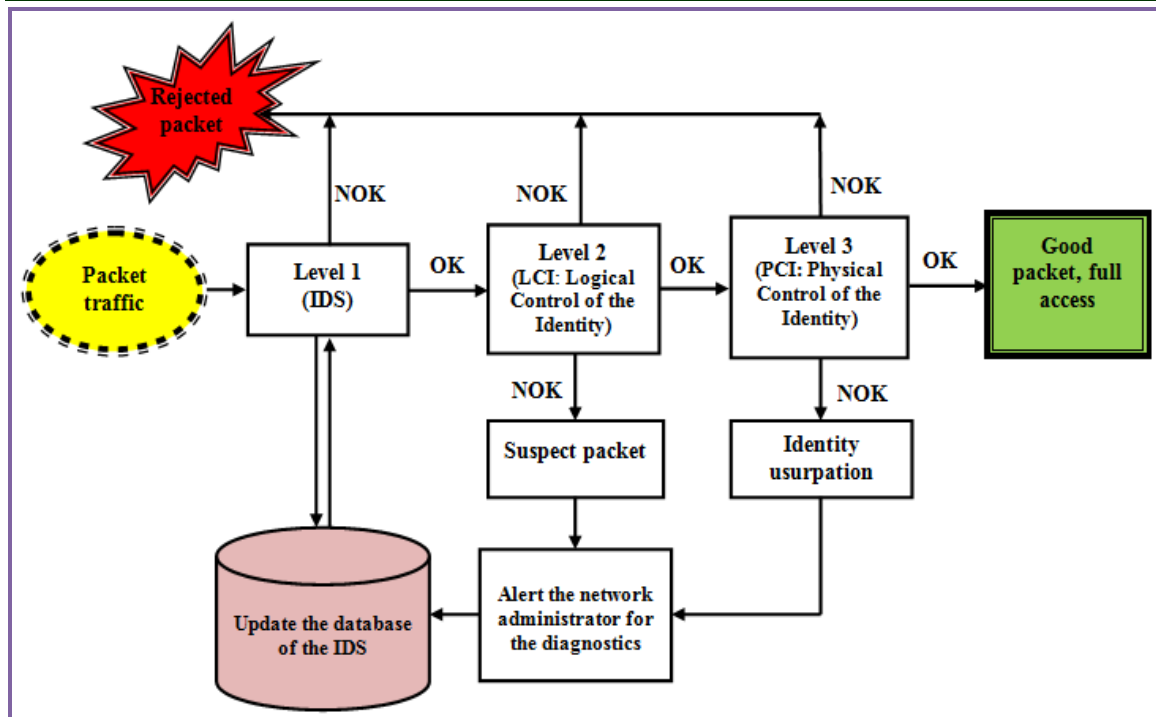 Rejected
packet
NOK
NOK
NOK
Packet
traffic
Level 1
(IDS)
OK
Level 2
(LCI: Logical
Control of the
Identity)
OK
Level 3
(PCI: Physical
Control of the
Identity)
OK
Good
packet, full
access
NOK
NOK
Suspect packet
Identity
usurpation
Update the database
of the IDS
Alert the network
administrator for
the diagnostics